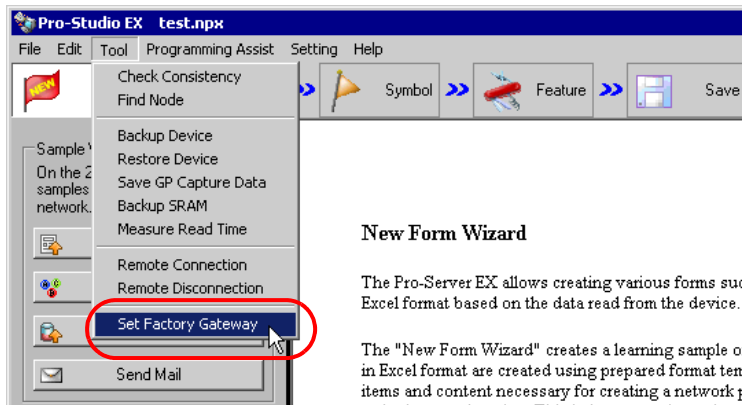 Pro-Studio EX test.npx
File Edit Tool Programming Assist Setting Help
NEW
Symbol
Feature
Save
Check Consistency
Find Node
Backup Device
Restore Device
Save GP Capture Data
Backup SRAM
Measure Read Time
Remote Connection
Remote Disconnection
Set Factory Gateway
Sample
On the 2
samples
network.
Send Mail
New Form Wizard
The Pro-Server EX allows creating various forms
Excel format based on the data read from the device.
The "New Form Wizard" creates a learning sample
in Excel format are created using prepared format
items and content necessary for creating a network